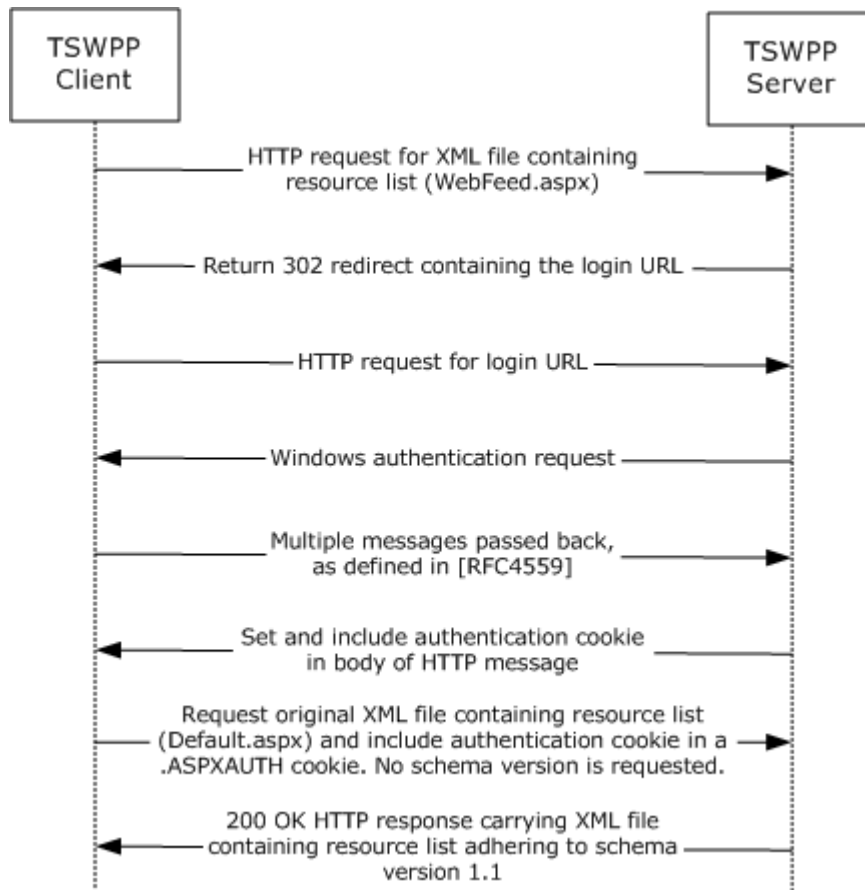 TSWPP
Client
TSWPP
Server
HTTP request for XML file containing
resource list (WebFeed.aspx)
Return 302 redirect containing the login URL
HTTP request for login URL
Windows authentication request
Multiple messages passed back,
as defined in [RFC4559]
Set and include authentication cookie
in body of HTTP message
Request original XML file containing resource list
(Default.aspx) and include authentication cookie in a
.ASPXAUTH cookie. No schema version is requested.
200 OK HTTP response carrying XML file
containing resource list adhering to schema
version 1.1